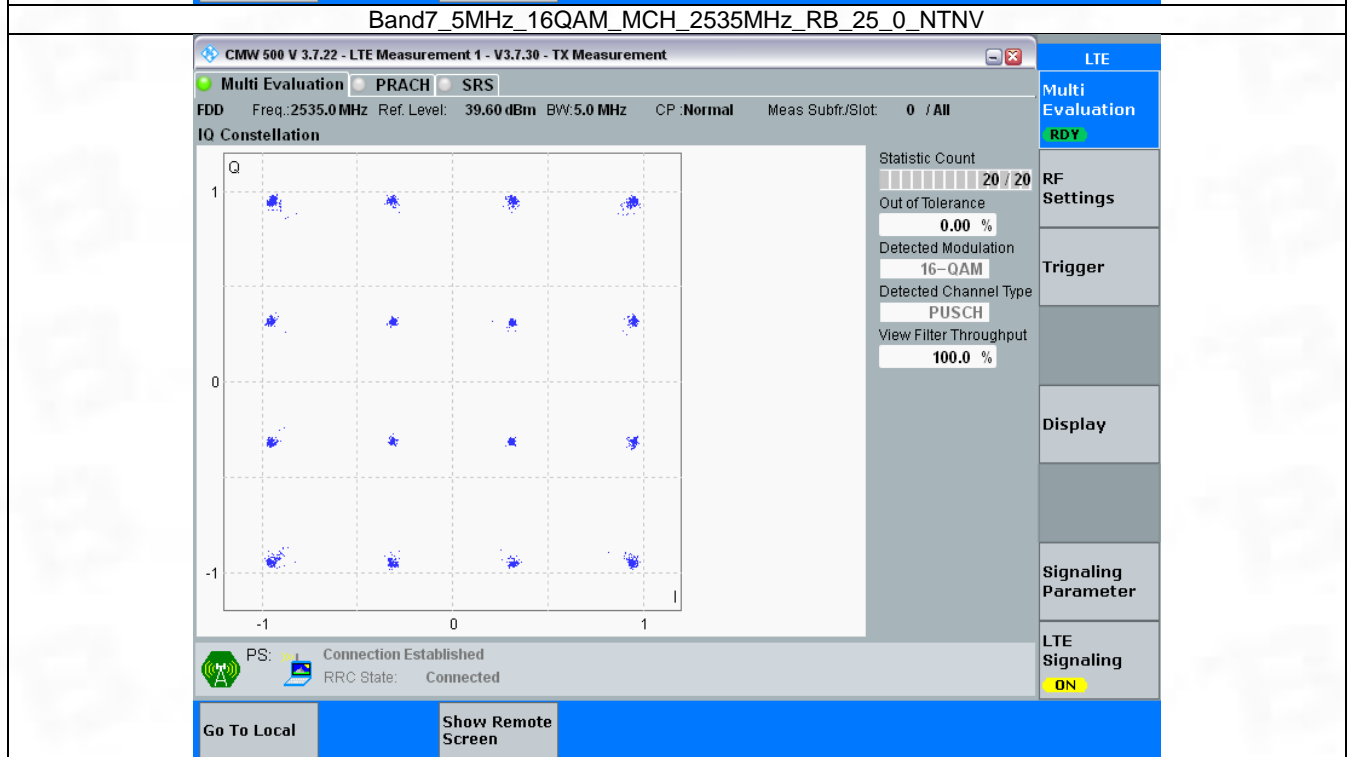 Band7_5MHz_16QAM_MCH_2535MHz_RB_25_0_NTNV
CMW 500 V 3.7.22 - LTE Measurement 1 - V3.7.30 - TX Measurement
LTE
Multi Evaluation PRACH SRS
FDD Freq.:2535.0 MHz Ref. Level: 39.60 dBm BW:5.0 MHz CP :Normal Meas Subfr./Slot: 0 / All
IQ Constellation
Q
1
0
-1
I
-1 0 1
Statistic Count
20 / 20
Out of Tolerance
0.00 %
Detected Modulation
16-QAM
Detected Channel Type
PUSCH
View Filter Throughput
100.0 %
Multi
Evaluation
RDY
RF
Settings
Trigger
Display
Signaling
Parameter
LTE
Signaling
ON
PS: Connection Established
RRC State: Connected
Go To Local
Show Remote
Screen